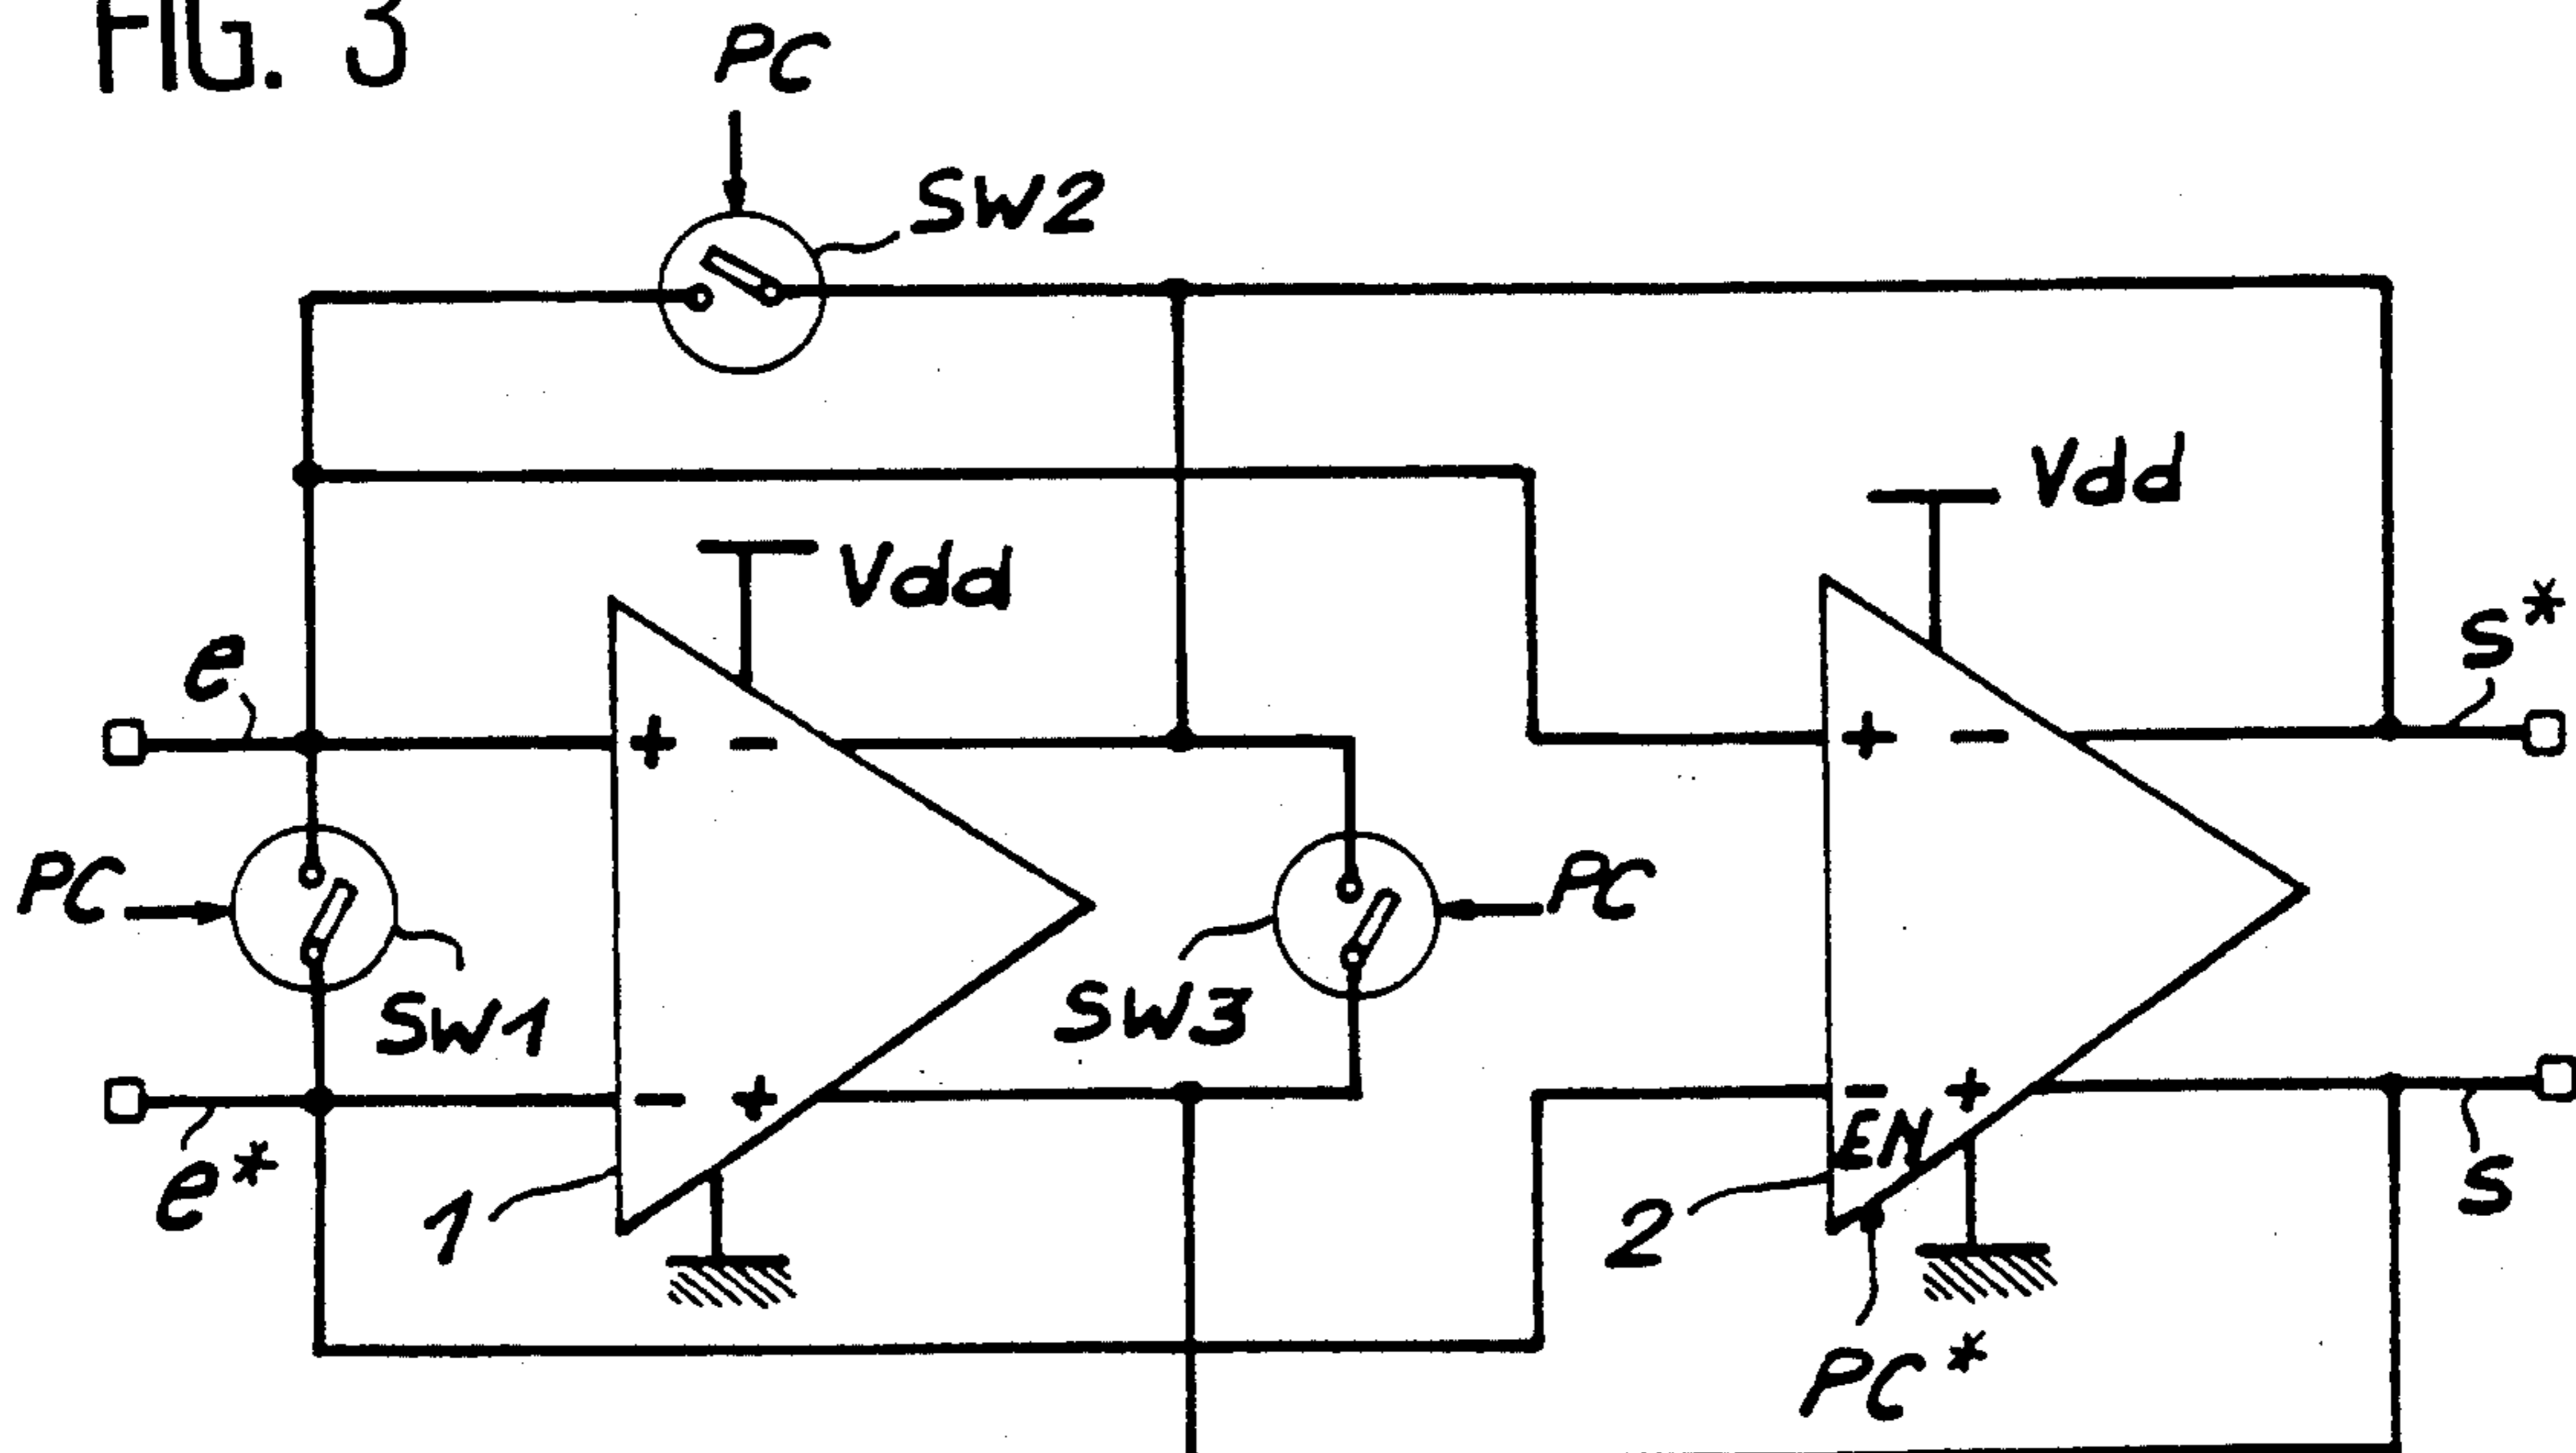 FIG. 3
PC
SW2
Vdd
Vdd
e
s*
+ -
+ -
PC
PC
SW1
SW3
- +
- +
EN
e*
1
2
s
PC*